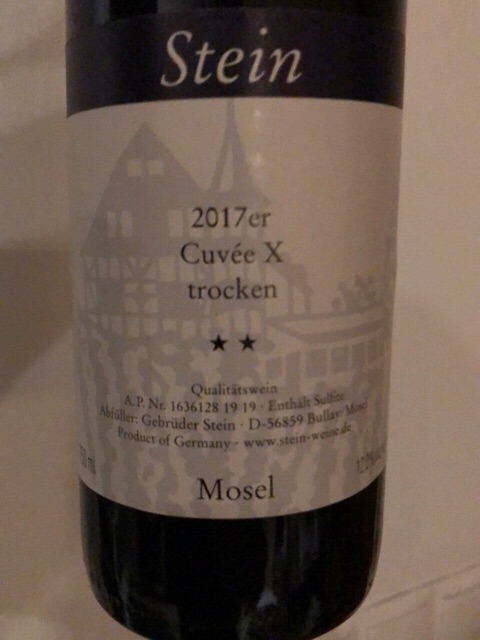 Stein
2017er
Cuvée X
trocken
★ ★
Qualitätswein
A.P. Nr. 1636128 19 19 · Enthält Sulfite
Abfüller: Gebrüder Stein · D-56859 Bullay/Mosel
Product of Germany - www.stein-weine.de
ml
Mosel